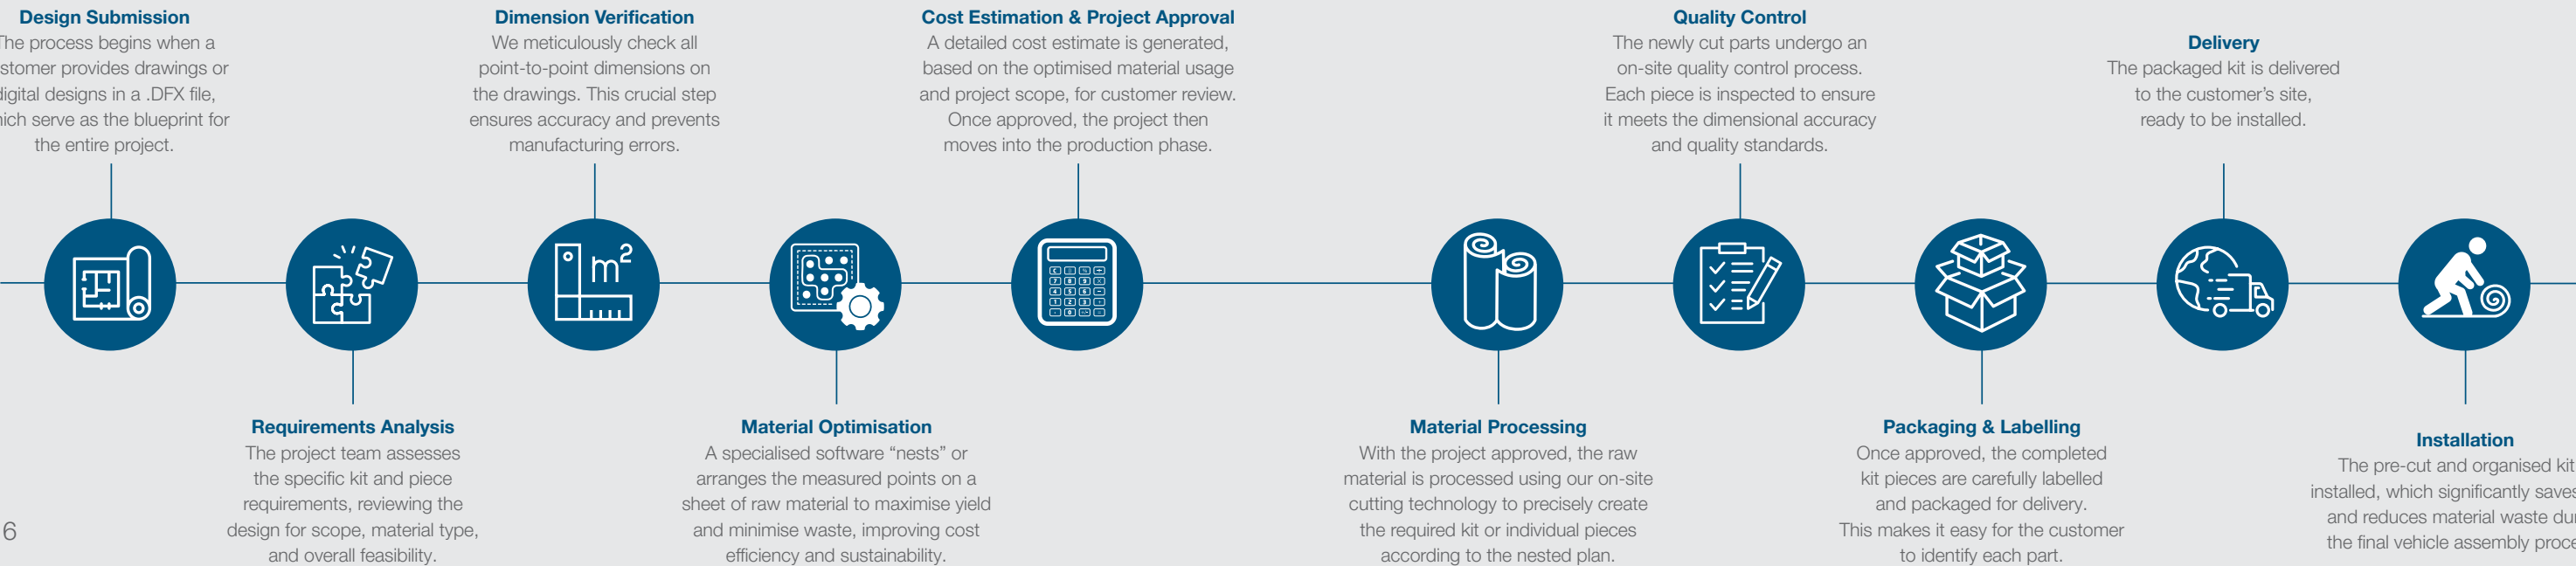 Design Submission
The process begins when a
stomer provides drawings or
digital designs in a .DFX file,
hich serve as the blueprint for
the entire project.
Requirements Analysis
The project team assesses
the specific kit and piece
requirements, reviewing the
design for scope, material type,
and overall feasibility.
Dimension Verification
We meticulously check all
point-to-point dimensions on
the drawings. This crucial step
ensures accuracy and prevents
manufacturing errors.
m²
Material Optimisation
A specialised software “nests” or
arranges the measured points on a
sheet of raw material to maximise yield
and minimise waste, improving cost
efficiency and sustainability.
Cost Estimation & Project Approval
A detailed cost estimate is generated,
based on the optimised material usage
and project scope, for customer review.
Once approved, the project then
moves into the production phase.
Material Processing
With the project approved, the raw
material is processed using our on-site
cutting technology to precisely create
the required kit or individual pieces
according to the nested plan.
Quality Control
The newly cut parts undergo an
on-site quality control process.
Each piece is inspected to ensure
it meets the dimensional accuracy
and quality standards.
Packaging & Labelling
Once approved, the completed
kit pieces are carefully labelled
and packaged for delivery.
This makes it easy for the customer
to identify each part.
Delivery
The packaged kit is delivered
to the customer’s site,
ready to be installed.
Installation
The pre-cut and organised kit
installed, which significantly saves
and reduces material waste du
the final vehicle assembly proce
6